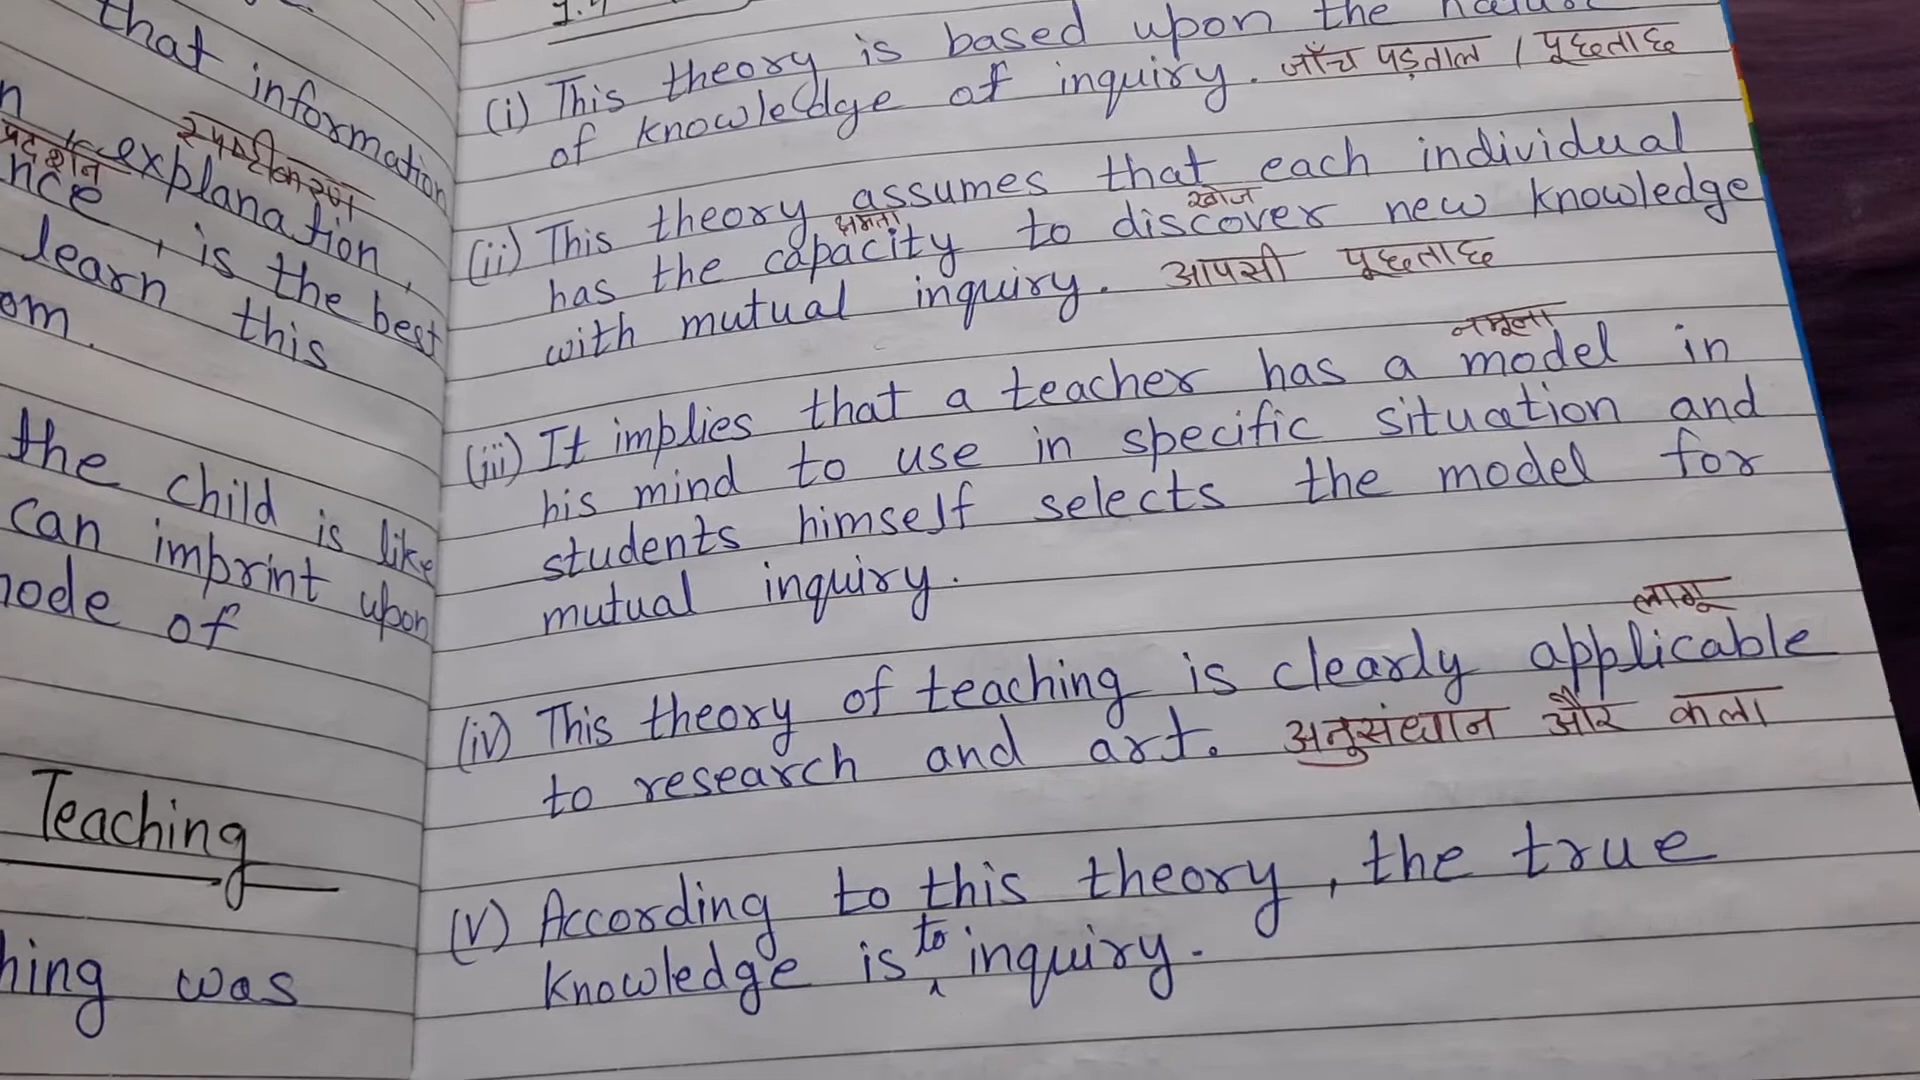 that information
स्पष्टीकरण
explanation,
प्रदर्शन
nce, is the best
learn this
om.
the child is like
can imprint upon
node of
Teaching
hing was
(i) This theory is based upon the
of knowledge of inquiry. जाँच पड़ताल / पूछताछ
(ii) This theory assumes that each individual
क्षमता खोज
has the capacity to discover new knowledge
with mutual inquiry. आपसी पूछताछ
नमूना
(iii) It implies that a teacher has a model in
his mind to use in specific situation and
students himself selects the model for
mutual inquiry.
लागू
(iv) This theory of teaching is clearly applicable
to research and art. अनुसंधान और कला
(v) According to this theory, the true
knowledge is to inquiry.